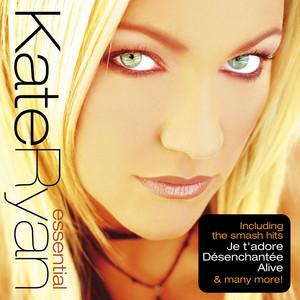 KateRyan
essential
Including
the smash hits
Je t'adore
Désenchantée
Alive
& many more!